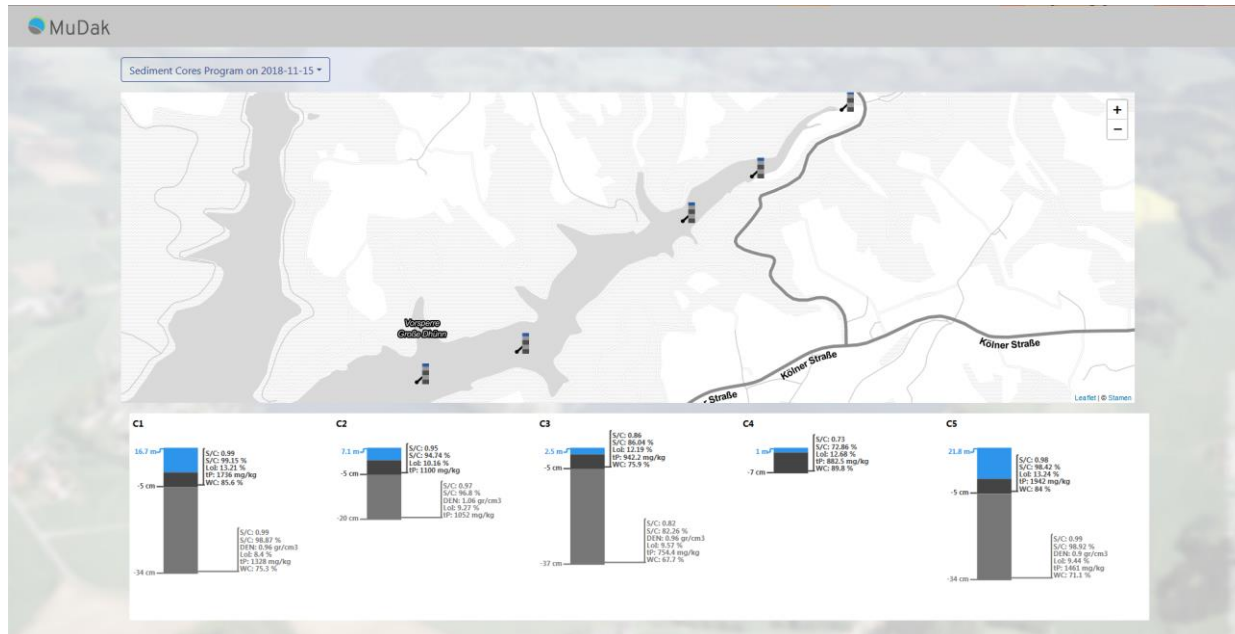 MuDak
Sediment Cores Program on 2018-11-15
+
−
Vorsperre
Große Dhünn
Kölner Straße
Kölner Straße
Straße
Leaflet | © Stamen
C1
16.7 m
S/C: 0.99
S/C: 99.15 %
LoI: 13.21 %
tP: 1736 mg/kg
WC: 85.6 %
-5 cm
S/C: 0.99
S/C: 98.87 %
DEN: 0.96 gr/cm3
LoI: 8.4 %
tP: 1328 mg/kg
WC: 75.3 %
-34 cm
C2
7.1 m
S/C: 0.95
S/C: 94.74 %
LoI: 10.16 %
tP: 1100 mg/kg
-5 cm
S/C: 0.97
S/C: 96.8 %
DEN: 1.06 gr/cm3
LoI: 9.27 %
tP: 1052 mg/kg
-20 cm
C3
2.5 m
S/C: 0.86
S/C: 86.04 %
LoI: 12.19 %
tP: 942.2 mg/kg
WC: 75.9 %
-5 cm
S/C: 0.82
S/C: 82.26 %
DEN: 0.96 gr/cm3
LoI: 9.57 %
tP: 754.4 mg/kg
WC: 67.7 %
-37 cm
C4
1 m
S/C: 0.73
S/C: 72.86 %
LoI: 12.68 %
tP: 882.5 mg/kg
WC: 89.8 %
-7 cm
C5
21.8 m
S/C: 0.98
S/C: 98.42 %
LoI: 13.24 %
tP: 1942 mg/kg
WC: 84 %
-5 cm
S/C: 0.99
S/C: 98.92 %
DEN: 0.9 gr/cm3
LoI: 9.44 %
tP: 1461 mg/kg
WC: 71.1 %
-34 cm